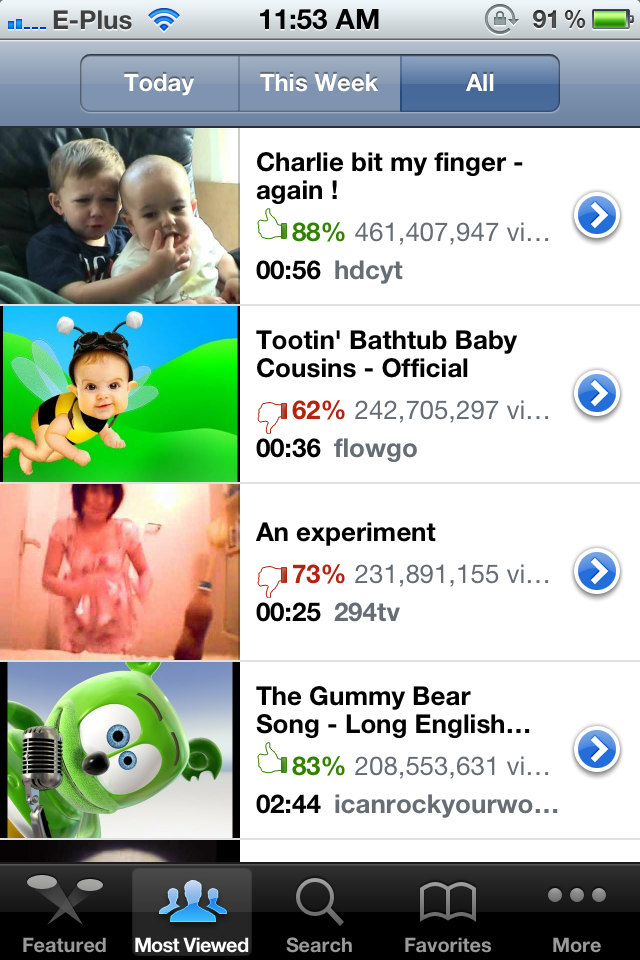 E-Plus 11:53 AM 91 %
Today This Week All
Charlie bit my finger -
again !
88% 461,407,947 vi...
00:56 hdcyt
Tootin' Bathtub Baby
Cousins - Official
62% 242,705,297 vi...
00:36 flowgo
An experiment
73% 231,891,155 vi...
00:25 294tv
The Gummy Bear
Song - Long English...
83% 208,553,631 vi...
02:44 icanrockyourwo...
Featured Most Viewed Search Favorites More